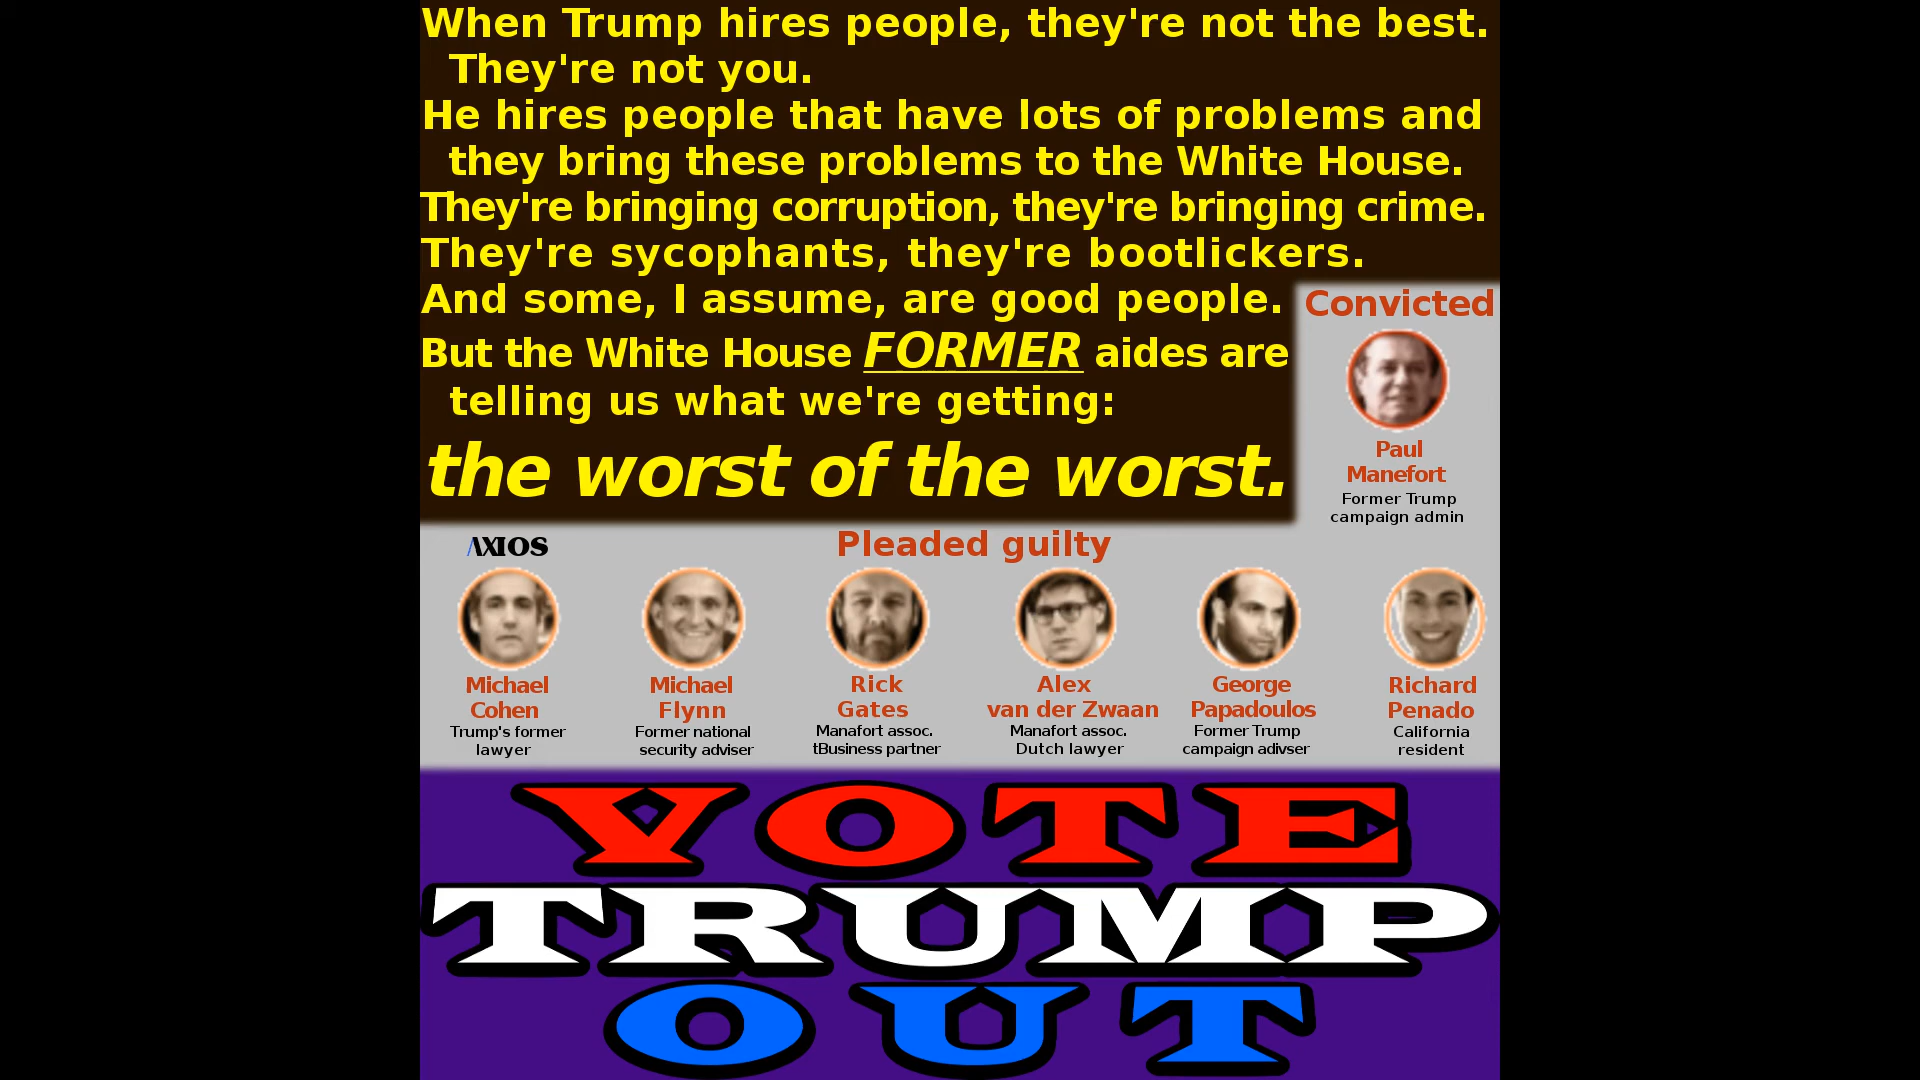 When Trump hires people, they're not the best.
They're not you.
He hires people that have lots of problems and
they bring these problems to the White House.
They're bringing corruption, they're bringing crime.
They're sycophants, they're bootlickers.
And some, I assume, are good people.
But the White House FORMER aides are
telling us what we're getting:
the worst of the worst.
Convicted
Paul
Manefort
Former Trump
campaign admin
AXIOS
Pleaded guilty
Michael
Cohen
Trump's former
lawyer
Michael
Flynn
Former national
security adviser
Rick
Gates
Manafort assoc.
tBusiness partner
Alex
van der Zwaan
Manafort assoc.
Dutch lawyer
George
Papadoulos
Former Trump
campaign adivser
Richard
Penado
California
resident
VOTE
TRUMP
OUT